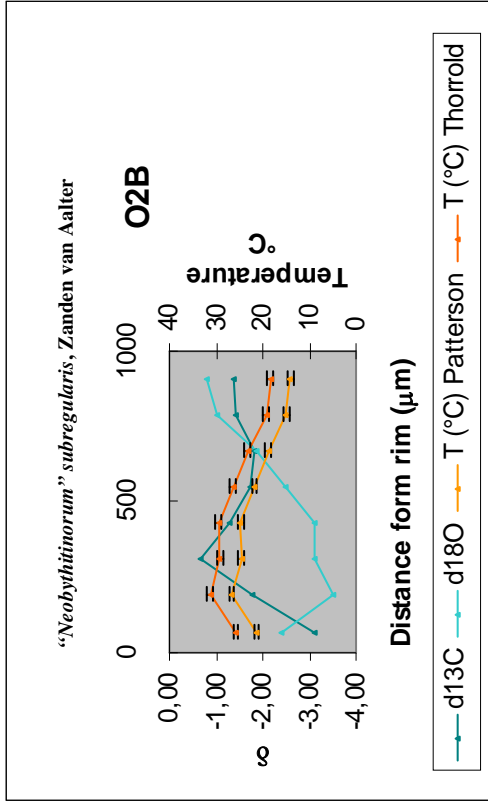 “Neobythitinorum” subregularis, Zanden van Aalter
O2B
δ
0,00
-1,00
-2,00
-3,00
-4,00
0
500
1000
40
30
20
10
0
Temperature
°C
Distance form rim (µm)
d13C
d18O
T (°C) Patterson
T (°C) Thorrold